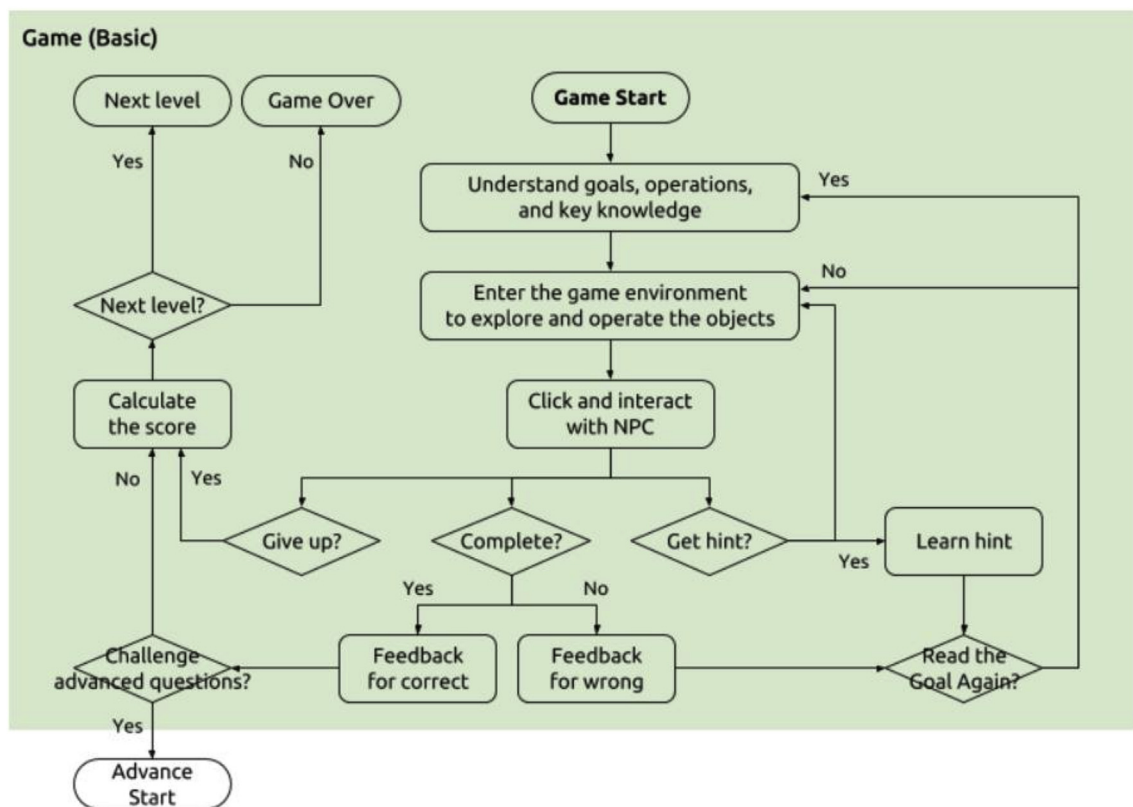 Game (Basic)
Next level
Game Over
Game Start
Yes
No
Understand goals, operations,
and key knowledge
Yes
Next level?
Enter the game environment
to explore and operate the objects
No
Calculate
the score
Click and interact
with NPC
No
Yes
Give up?
Complete?
Get hint?
Yes
Learn hint
Yes
No
Challenge
advanced questions?
Feedback
for correct
Feedback
for wrong
Read the
Goal Again?
Yes
Advance
Start